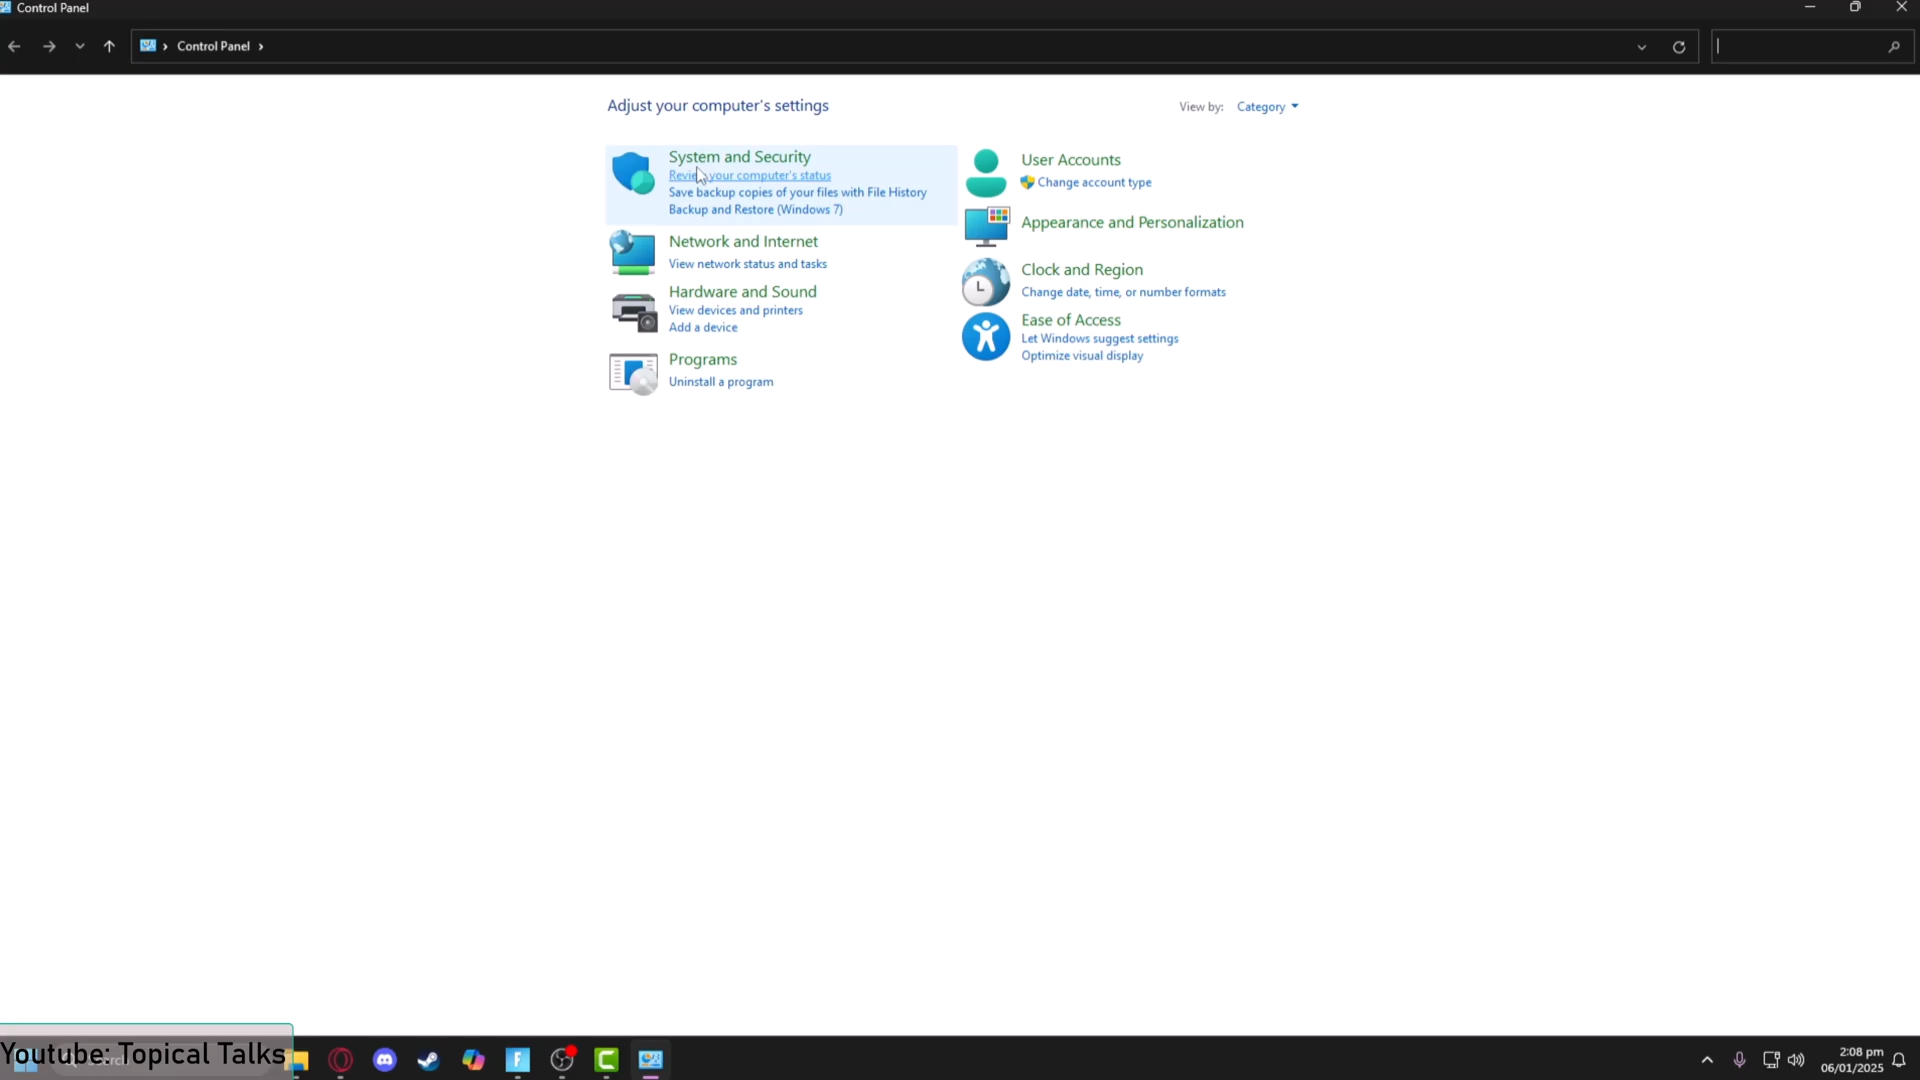 Control Panel
Control Panel
Adjust your computer's settings
View by: Category
System and Security
Review your computer's status
Save backup copies of your files with File History
Backup and Restore (Windows 7)
Network and Internet
View network status and tasks
Hardware and Sound
View devices and printers
Add a device
Programs
Uninstall a program
User Accounts
Change account type
Appearance and Personalization
Clock and Region
Change date, time, or number formats
Ease of Access
Let Windows suggest settings
Optimize visual display
Youtube: Topical Talks
2:08 pm
06/01/2025